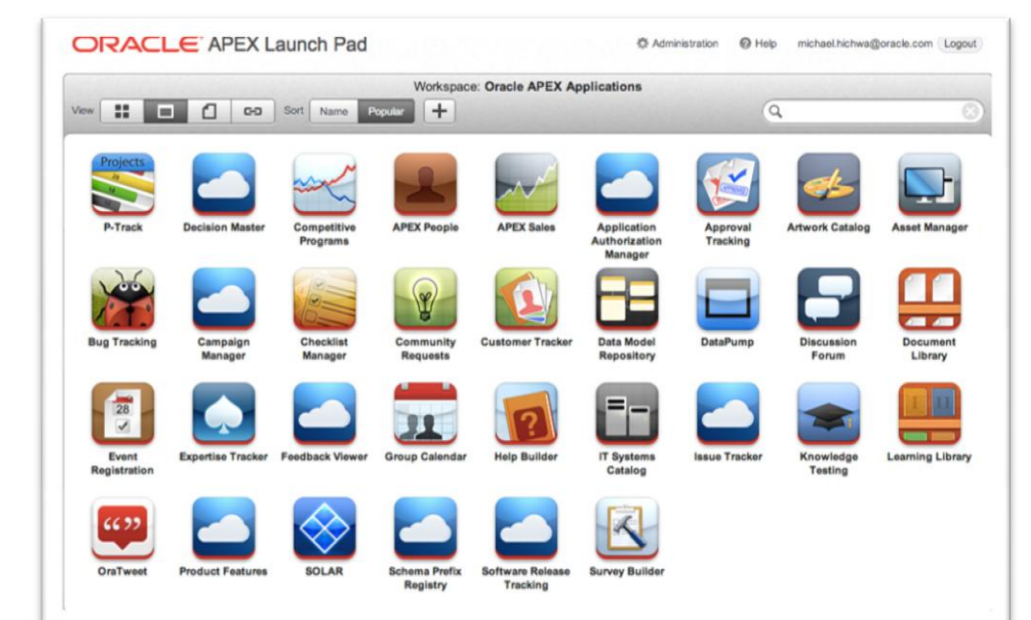 ORACLE APEX Launch Pad
Administration Help michael.hichwa@oracle.com Logout
Workspace: Oracle APEX Applications
View Sort Name Popular +
Projects
P-Track Decision Master Competitive Programs APEX People APEX Sales Application Authorization Manager Approval Tracking Artwork Catalog Asset Manager
APPROVED
Bug Tracking Campaign Manager Checklist Manager Community Requests Customer Tracker Data Model Repository DataPump Discussion Forum Document Library
28
Event Registration Expertise Tracker Feedback Viewer Group Calendar Help Builder IT Systems Catalog Issue Tracker Knowledge Testing Learning Library
OraTweet Product Features SOLAR Schema Prefix Registry Software Release Tracking Survey Builder